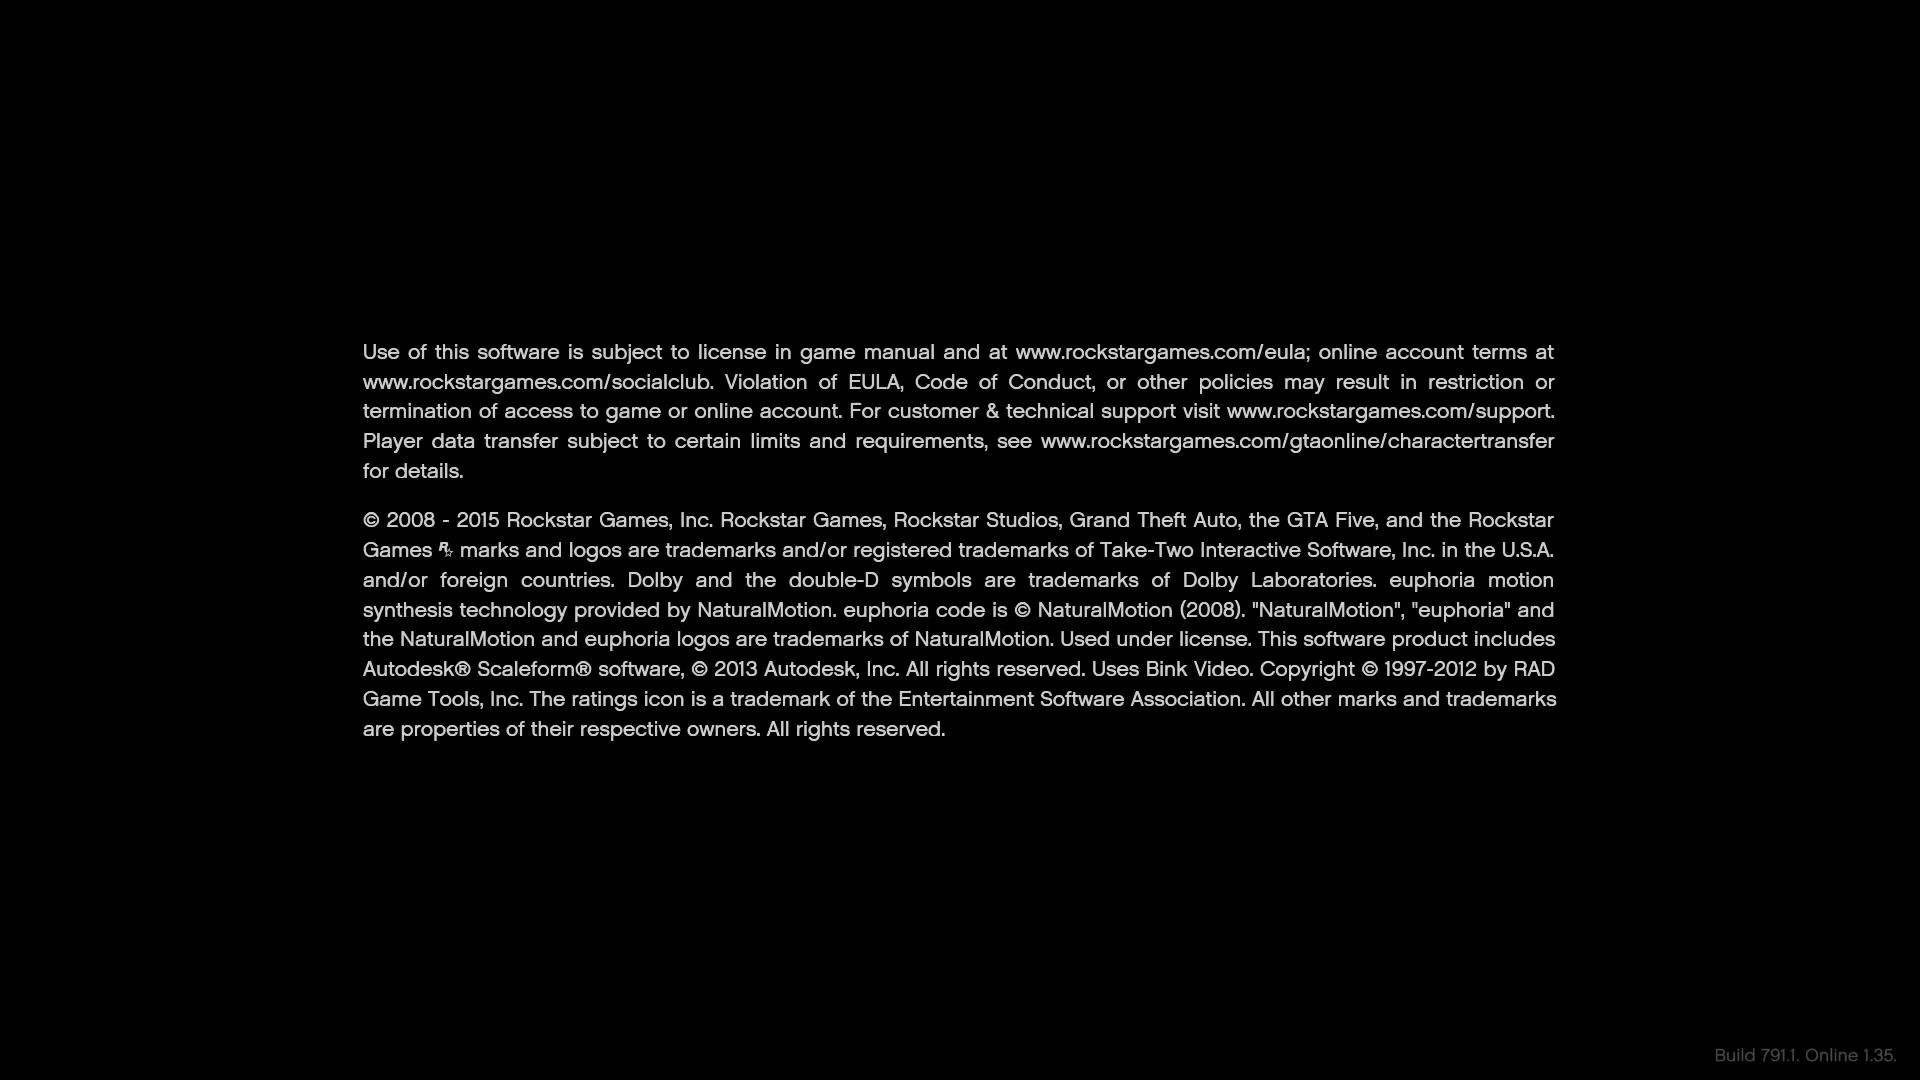 Use of this software is subject to license in game manual and at www.rockstargames.com/eula; online account terms at
www.rockstargames.com/socialclub. Violation of EULA, Code of Conduct, or other policies may result in restriction or
termination of access to game or online account. For customer & technical support visit www.rockstargames.com/support.
Player data transfer subject to certain limits and requirements, see www.rockstargames.com/gtaonline/charactertransfer
for details.
© 2008 - 2015 Rockstar Games, Inc. Rockstar Games, Rockstar Studios, Grand Theft Auto, the GTA Five, and the Rockstar
Games R* marks and logos are trademarks and/or registered trademarks of Take-Two Interactive Software, Inc. in the U.S.A.
and/or foreign countries. Dolby and the double-D symbols are trademarks of Dolby Laboratories. euphoria motion
synthesis technology provided by NaturalMotion. euphoria code is © NaturalMotion (2008). "NaturalMotion", "euphoria" and
the NaturalMotion and euphoria logos are trademarks of NaturalMotion. Used under license. This software product includes
Autodesk® Scaleform® software, © 2013 Autodesk, Inc. All rights reserved. Uses Bink Video. Copyright © 1997-2012 by RAD
Game Tools, Inc. The ratings icon is a trademark of the Entertainment Software Association. All other marks and trademarks
are properties of their respective owners. All rights reserved.
Build 791.1. Online 1.35.